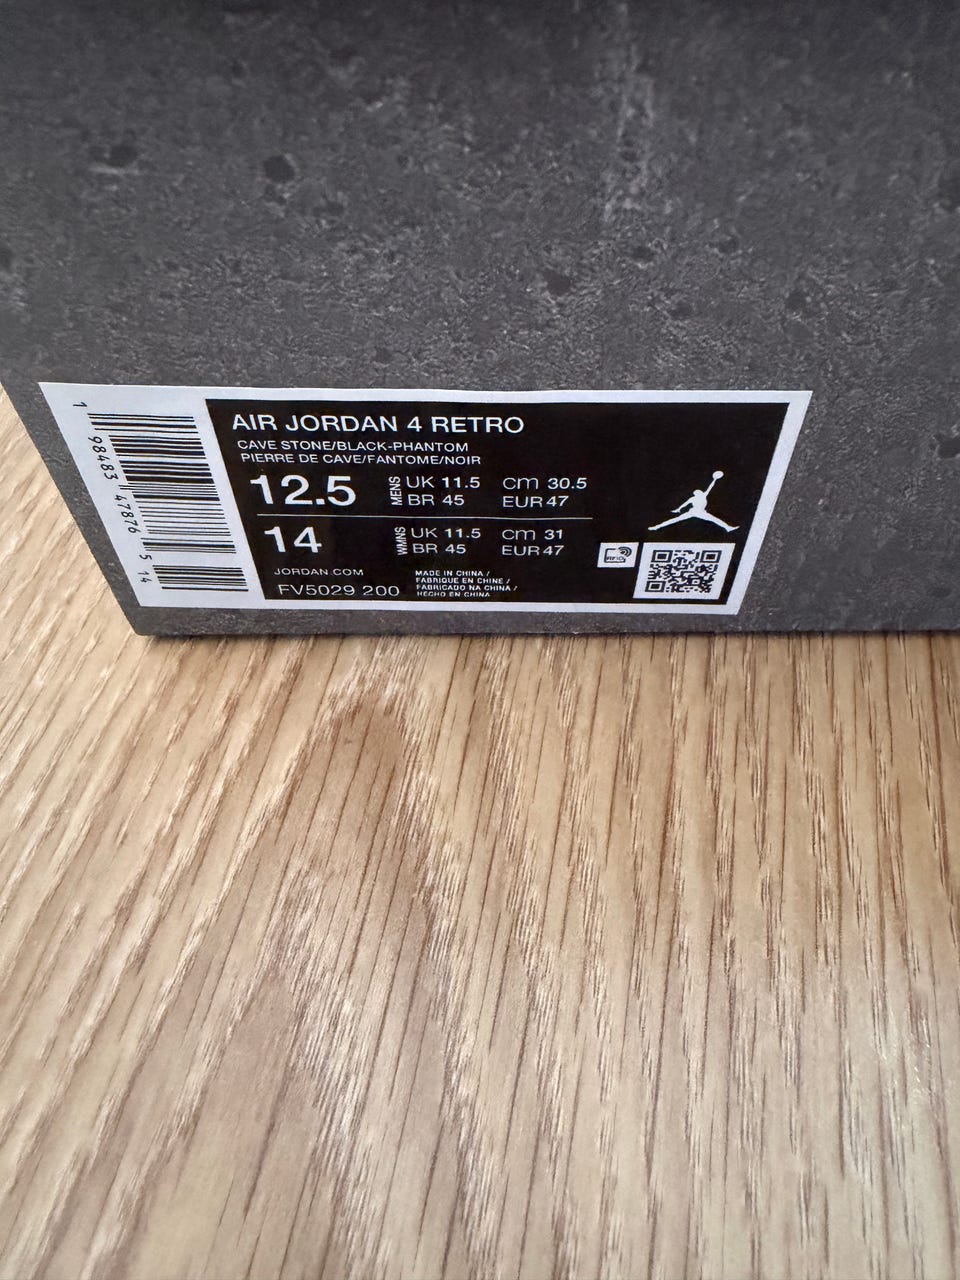 AIR JORDAN 4 RETRO
CAVE STONE/BLACK-PHANTOM
PIERRE DE CAVE/FANTOME/NOIR
12.5 MENS UK 11.5 cm 30.5
BR 45 EUR 47
14 WMNS UK 11.5 cm 31
BR 45 EUR 47
JORDAN.COM
FV5029 200
MADE IN CHINA /
FABRIQUE EN CHINE /
FABRICADO NA CHINA /
HECHO EN CHINA
1 98483 47876 5 14